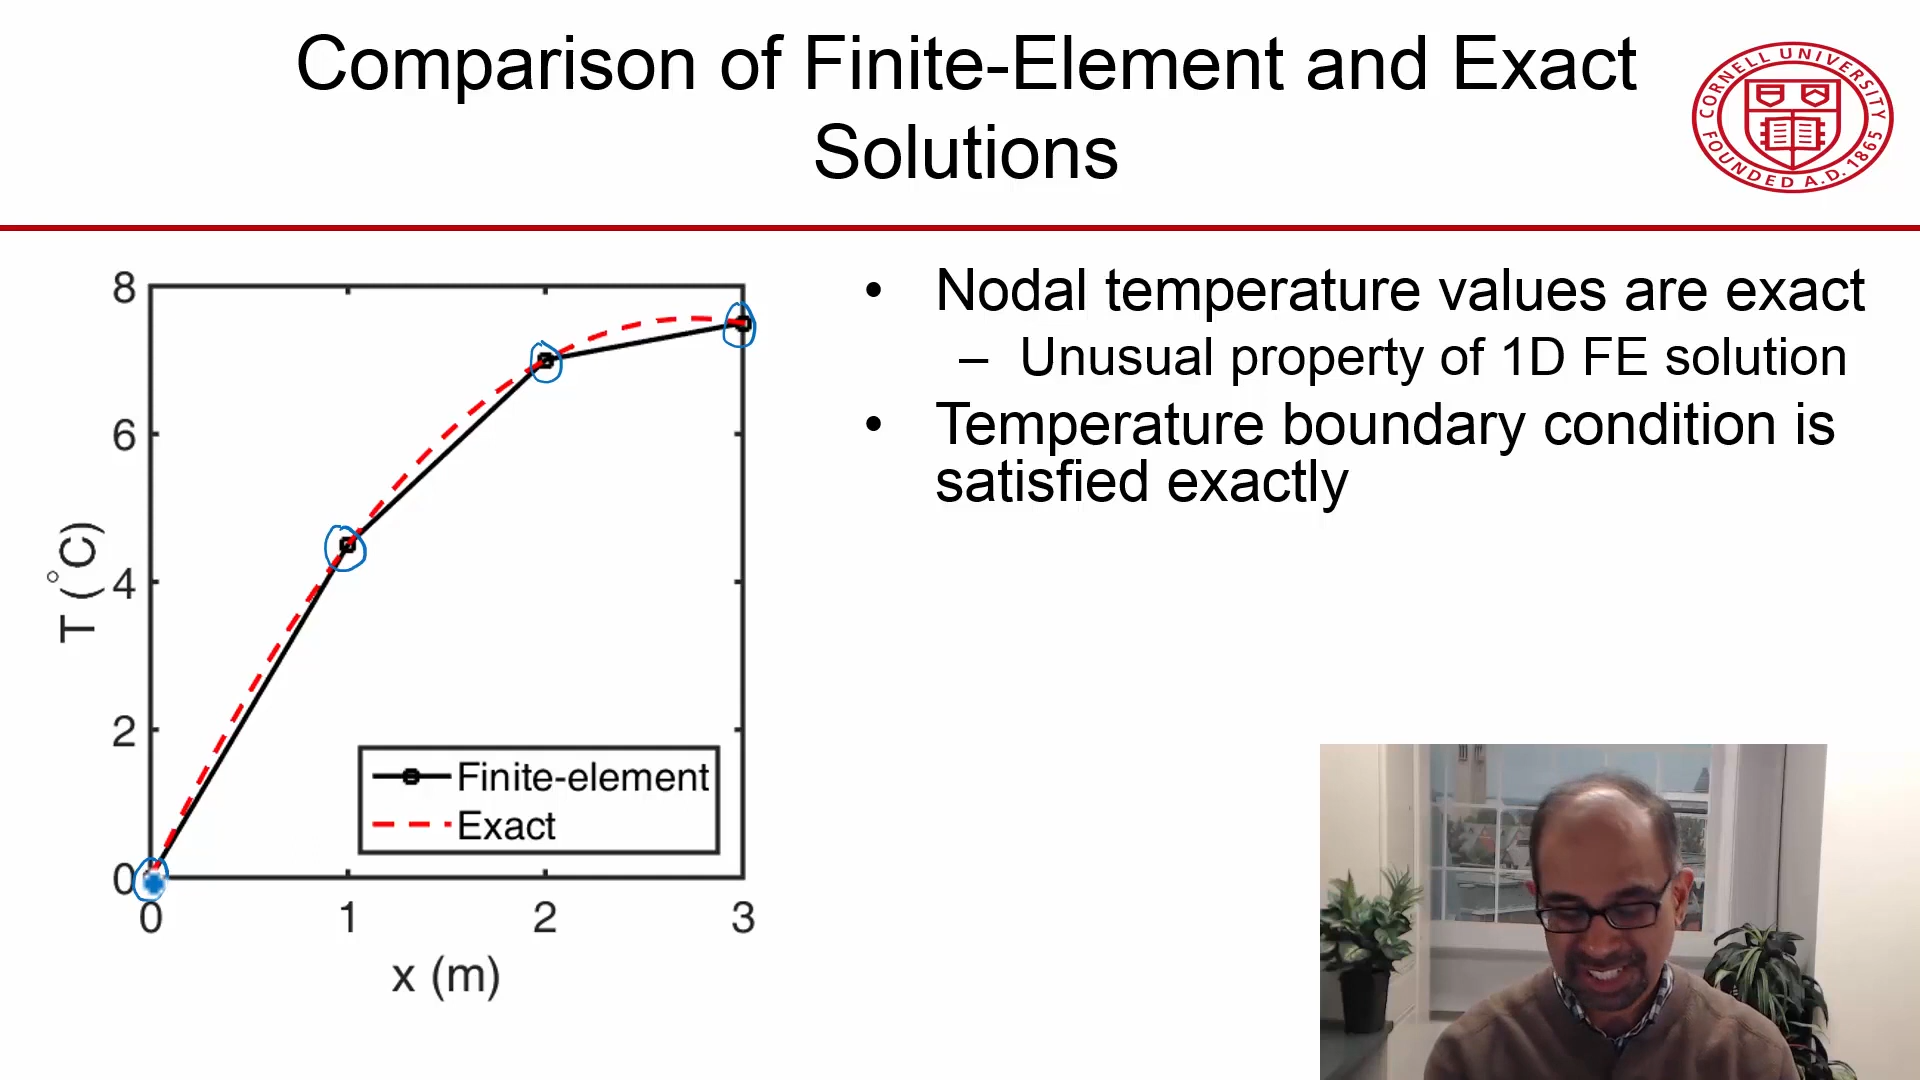 Comparison of Finite-Element and Exact
Solutions
CORNELL UNIVERSITY
FOUNDED A.D. 1865
• Nodal temperature values are exact
– Unusual property of 1D FE solution
• Temperature boundary condition is
satisfied exactly
8
6
4
2
0
T (°C)
Finite-element
Exact
0 1 2 3
x (m)